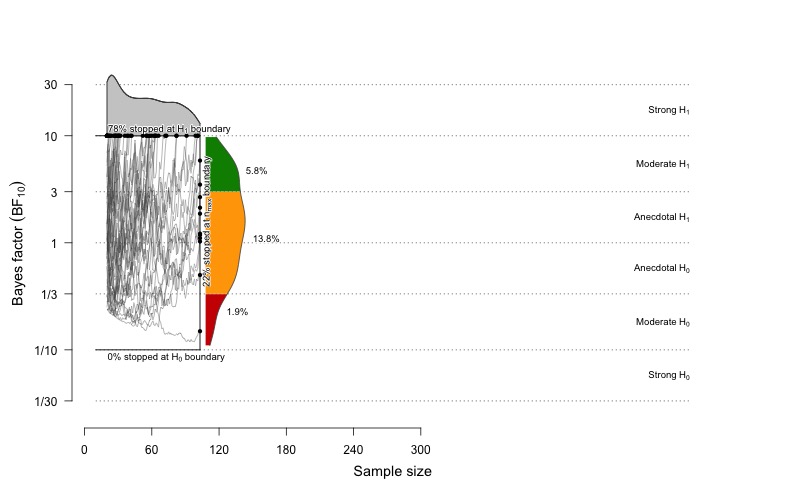 30
Strong H1
78% stopped at H1 boundary
10
5.8%
Moderate H1
3
22% stopped at nmax boundary
Anecdotal H1
13.8%
1
Anecdotal H0
1/3
1.9%
Moderate H0
1/10
0% stopped at H0 boundary
Strong H0
1/30
Bayes factor (BF10)
0 60 120 180 240 300
Sample size